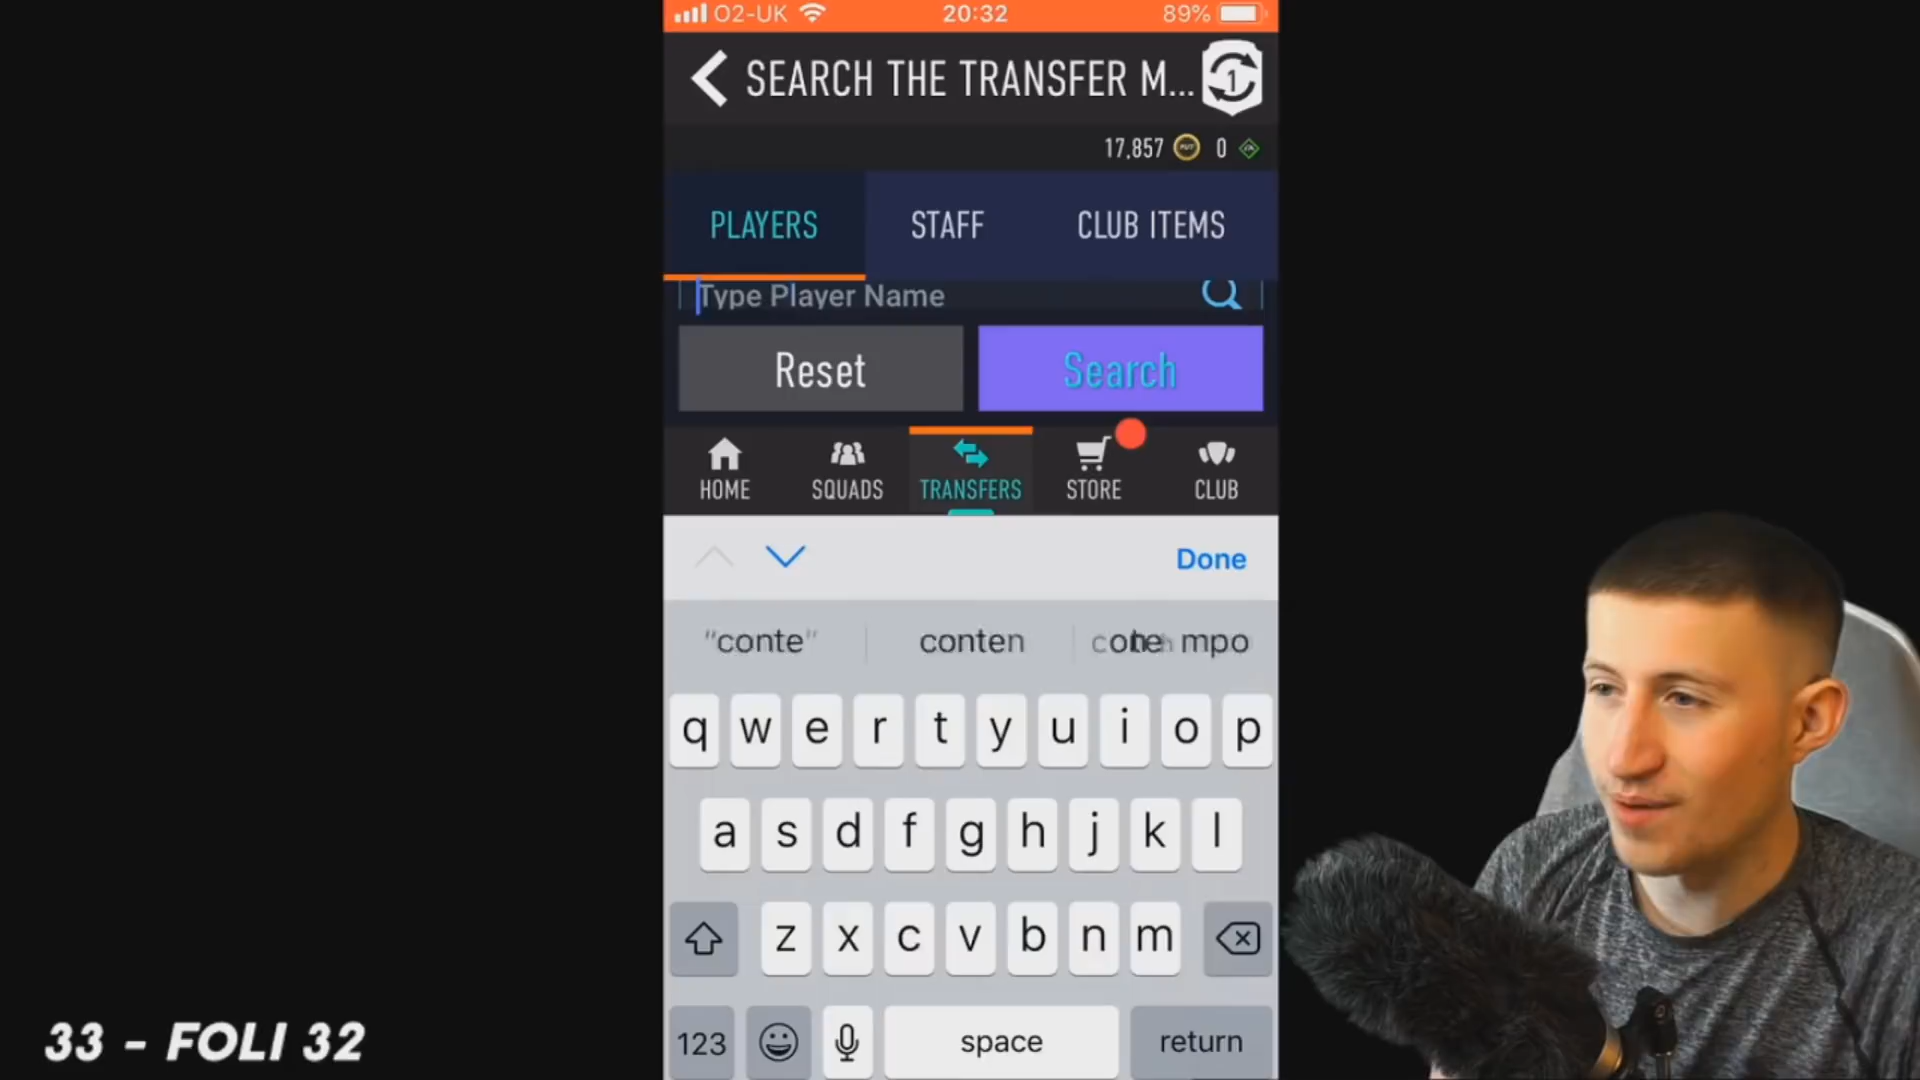 O2-UK 20:32 89%
SEARCH THE TRANSFER M... 1
17,857 0
PLAYERS STAFF CLUB ITEMS
Type Player Name
Reset Search
HOME SQUADS TRANSFERS STORE CLUB
Done
"conte" conten
q w e r t y u i o p
a s d f g h j k l
z x c v b n m
123 space return
33 - FOLI 32